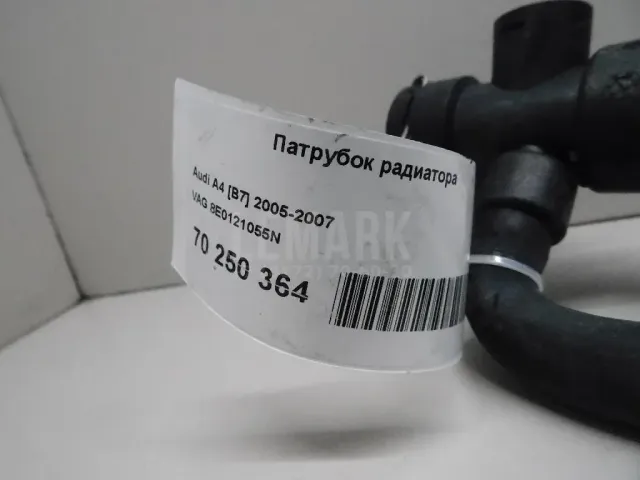 Патрубок радиатора
Audi A4 [B7] 2005-2007
VAG 8E0121055N
70 250 364